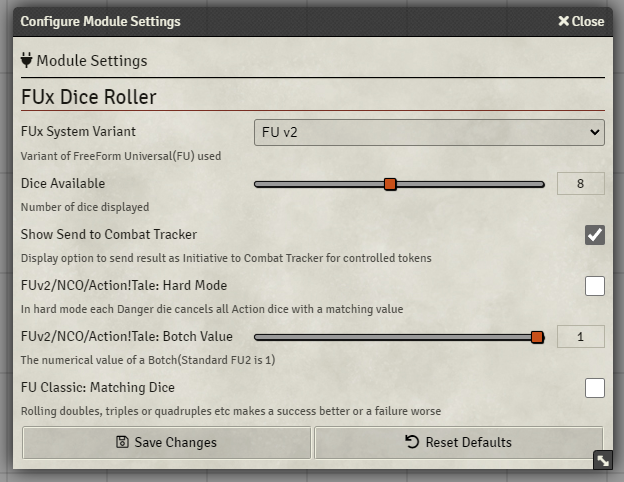 Configure Module Settings
Close
Module Settings
FUx Dice Roller
FUx System Variant
FU v2
Variant of FreeForm Universal(FU) used
Dice Available
8
Number of dice displayed
Show Send to Combat Tracker
Display option to send result as Initiative to Combat Tracker for controlled tokens
FUv2/NCO/Action!Tale: Hard Mode
In hard mode each Danger die cancels all Action dice with a matching value
FUv2/NCO/Action!Tale: Botch Value
1
The numerical value of a Botch(Standard FU2 is 1)
FU Classic: Matching Dice
Rolling doubles, triples or quadruples etc makes a success better or a failure worse
Save Changes
Reset Defaults